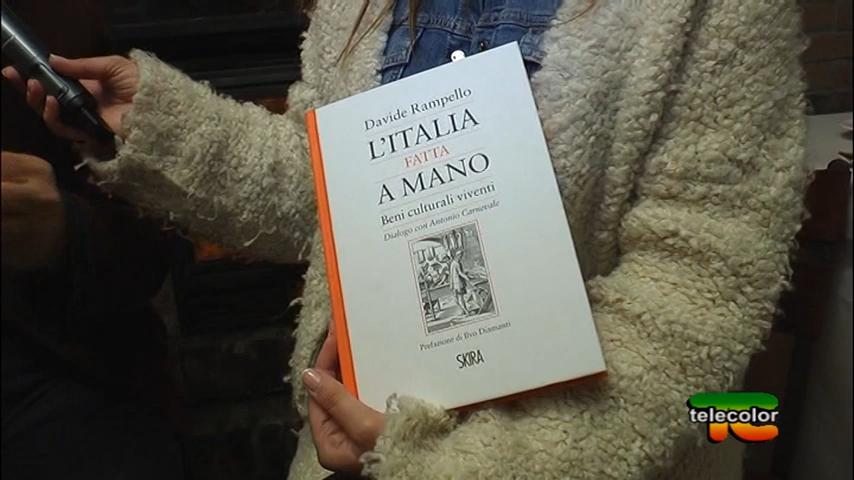 Davide Rampello
L'ITALIA
FATTA
A MANO
Beni culturali viventi
Dialogo con Antonio Carnevale
Prefazione di Ilvo Diamanti
SKIRA
telecolor